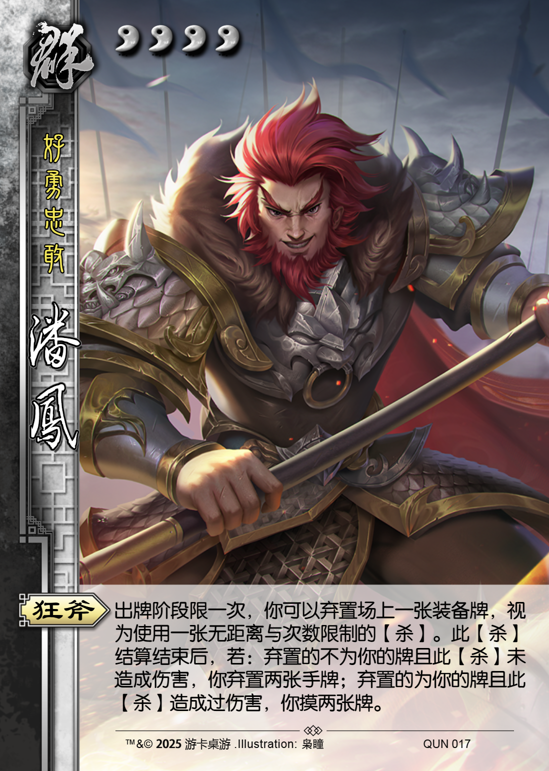 群
好勇忠敢
潘鳳
狂斧
出牌阶段限一次，你可以弃置场上一张装备牌，视
为使用一张无距离与次数限制的【杀】。此【杀】
结算结束后，若：弃置的不为你的牌且此【杀】未
造成伤害，你弃置两张手牌；弃置的为你的牌且此
【杀】造成过伤害，你摸两张牌。
™&© 2025 游卡桌游 .Illustration: 枭瞳
QUN 017